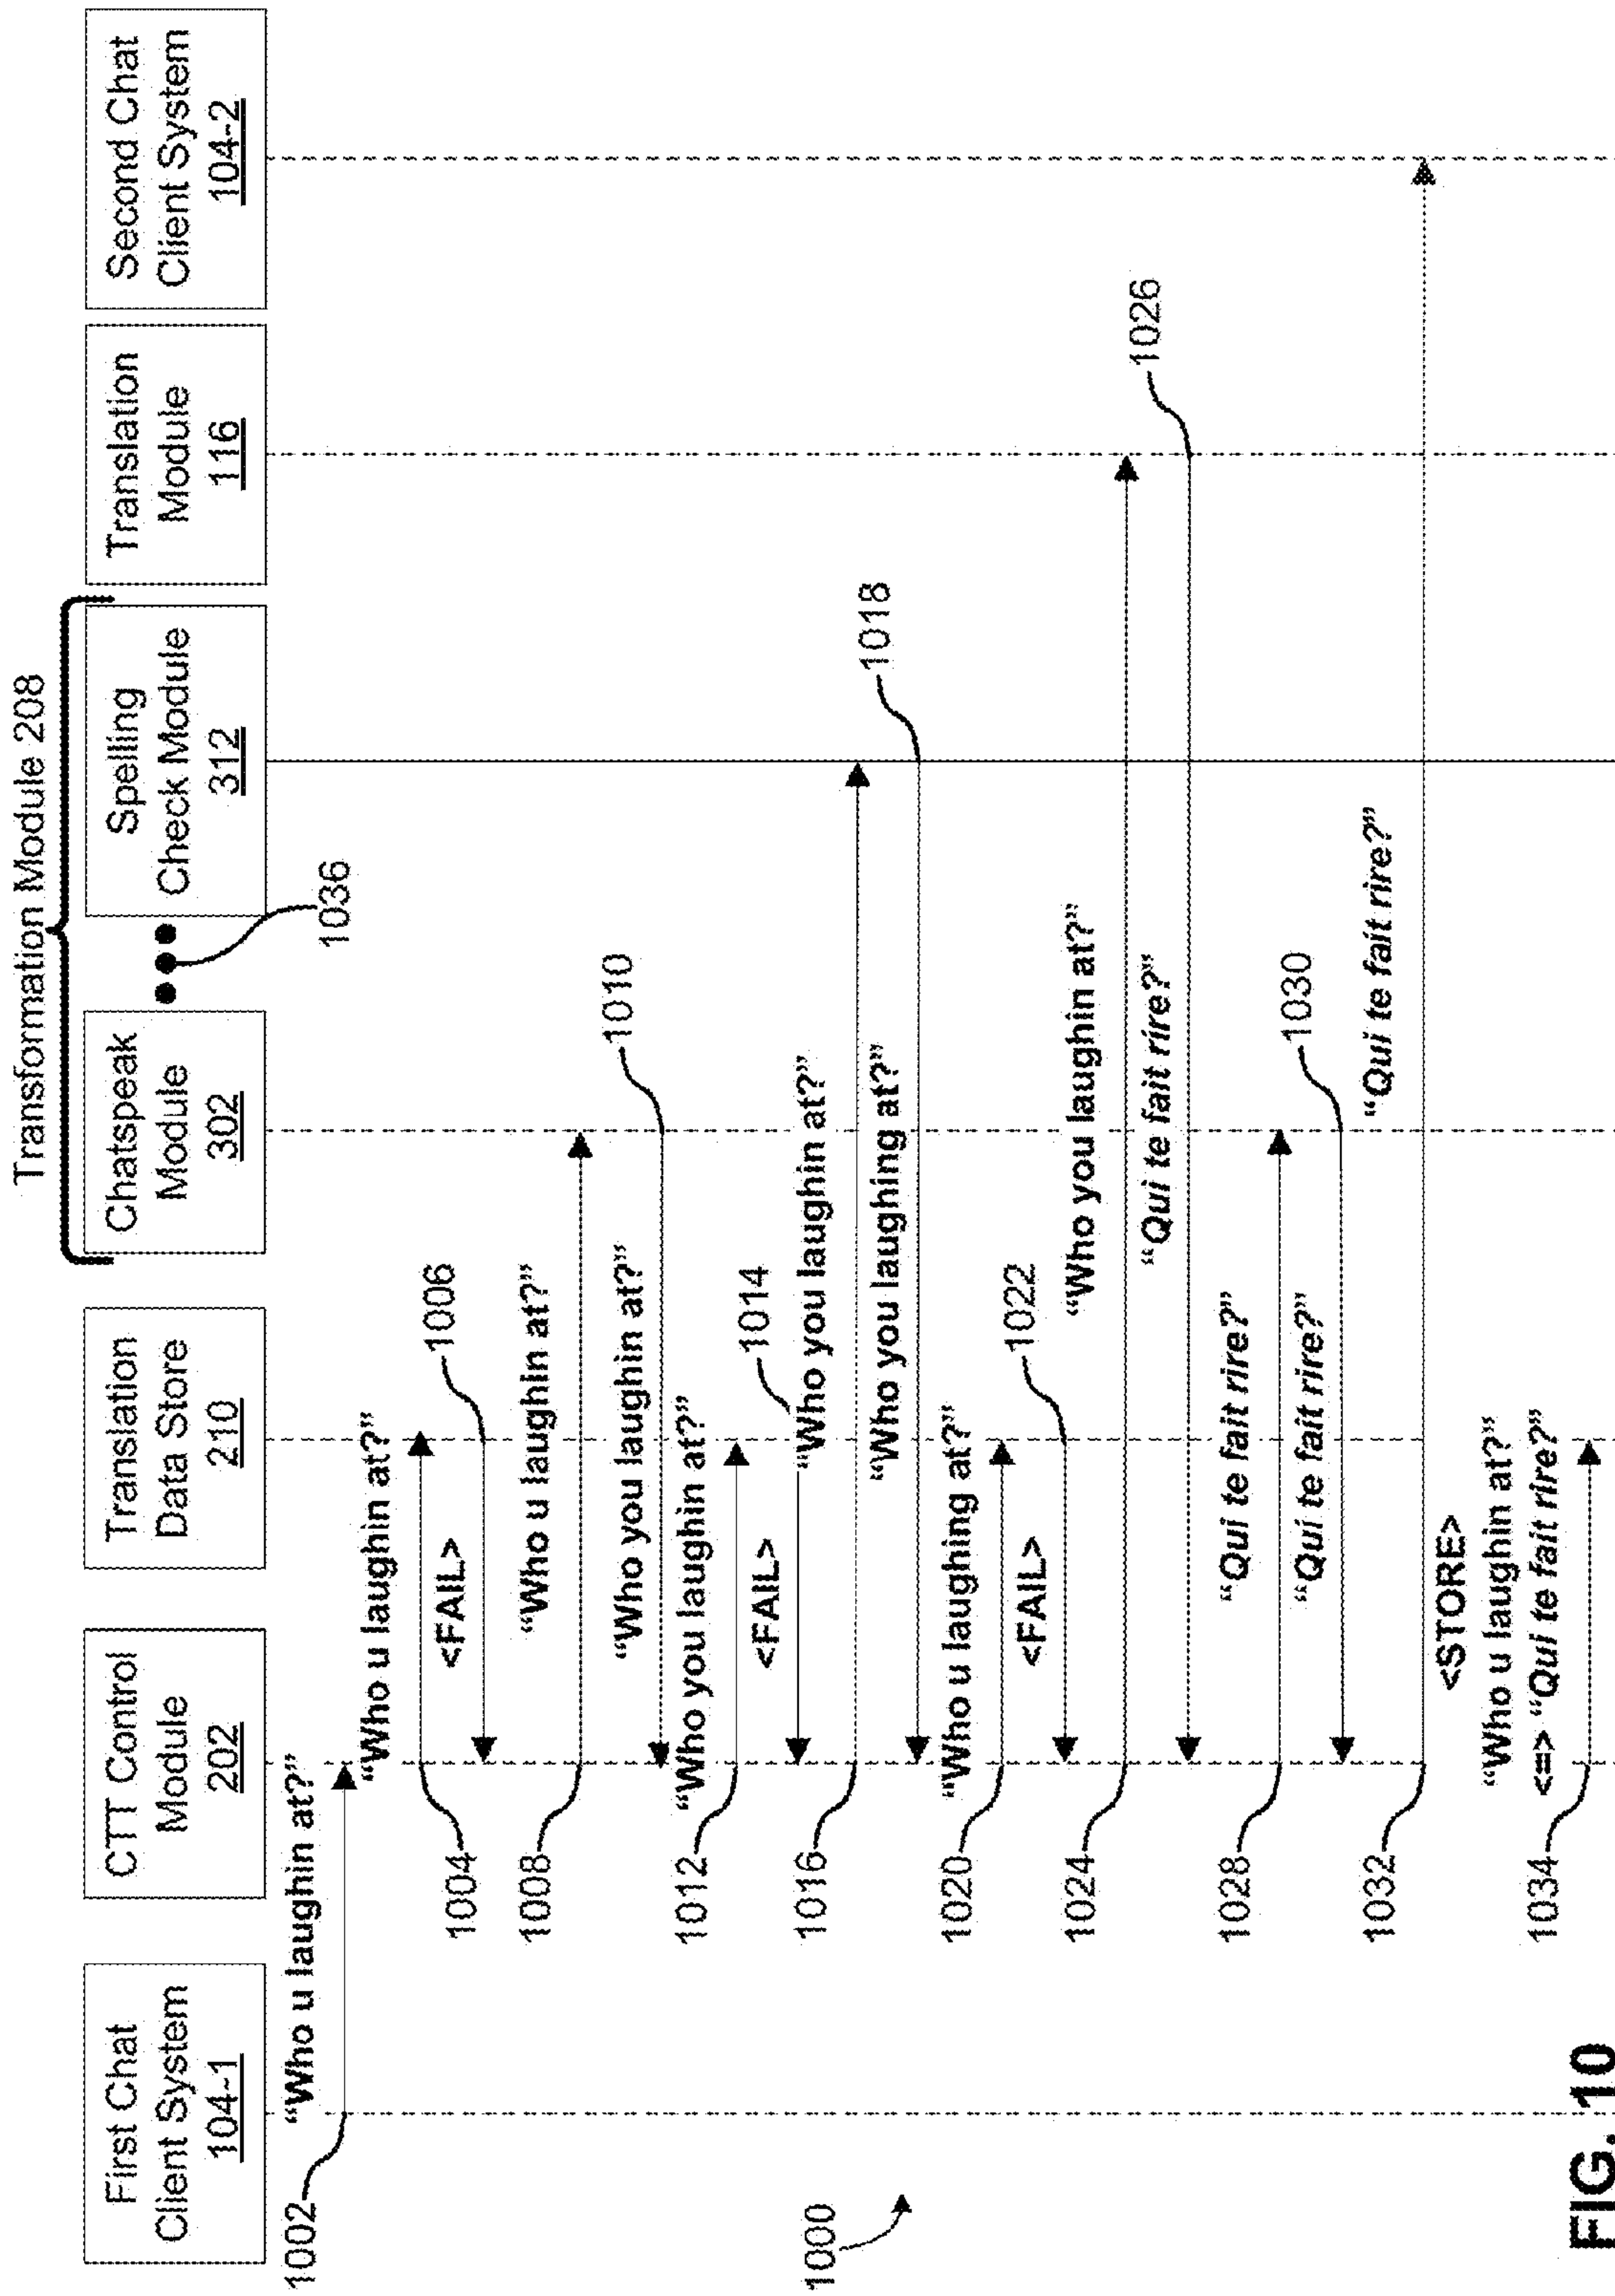 Transformation Module 208
First Chat
Client System
104-1
CTT Control
Module
202
Translation
Data Store
210
Chatspeak
Module
302
Spelling
Check Module
312
Translation
Module
116
Second Chat
Client System
104-2
1036
1002
“Who u laughin at?”
“Who u laughin at?”
1004
<FAIL>
1006
1008
“Who u laughin at?”
“Who you laughin at?”
1010
1012
“Who you laughin at?”
<FAIL>
1014
1016
“Who you laughin at?”
“Who you laughing at?”
1018
1020
“Who u laughing at?”
<FAIL>
1022
1024
“Who you laughin at?”
“Qui te fait rire?”
1026
1028
“Qui te fait rire?”
“Qui te fait rire?”
1030
1032
“Qui te fait rire?”
<STORE>
1034
“Who u laughin at?”
<=> “Qui te fait rire?”
1000
FIG. 10